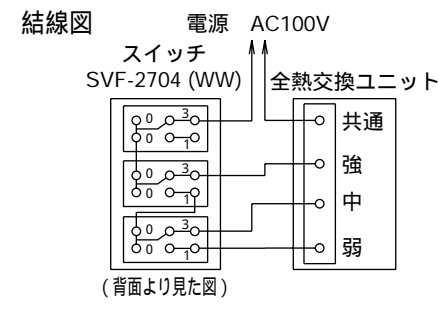 結線図
電源 AC100V
スイッチ
SVF-2704 (WW)
全熱交換ユニット
0 3
0 1
共通
0 3
0 1
強
中
0 3
0 1
弱
(背面より見た図)